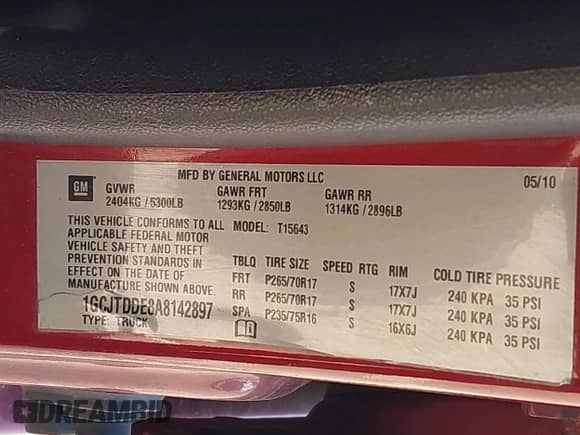 MFD BY GENERAL MOTORS LLC 05/10
GM GVWR GAWR FRT GAWR RR
2404KG / 5300LB 1293KG / 2850LB 1314KG / 2896LB
THIS VEHICLE CONFORMS TO ALL MODEL: T15643
APPLICABLE FEDERAL MOTOR
VEHICLE SAFETY AND THEFT
PREVENTION STANDARDS IN
EFFECT ON THE DATE OF
MANUFACTURE SHOWN ABOVE.
1GCJTDDE8A8142897
TYPE: TRUCK
TBLQ TIRE SIZE SPEED RTG RIM COLD TIRE PRESSURE
FRT P265/70R17 S 17X7J 240 KPA 35 PSI
RR P265/70R17 S 17X7J 240 KPA 35 PSI
SPA P235/75R16 S 16X6J 240 KPA 35 PSI
DREAMBID